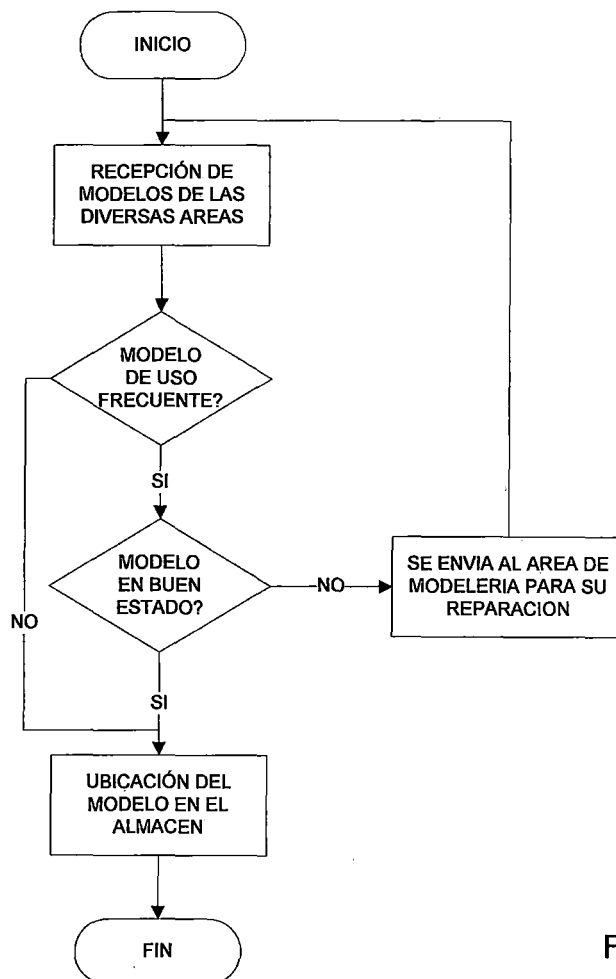 INICIO
RECEPCIÓN DE
MODELOS DE LAS
DIVERSAS AREAS
MODELO
DE USO
FRECUENTE?
SI
MODELO
EN BUEN
ESTADO?
NO
SE ENVIA AL AREA DE
MODELERIA PARA SU
REPARACION
NO
SI
UBICACIÓN DEL
MODELO EN EL
ALMACEN
FIN